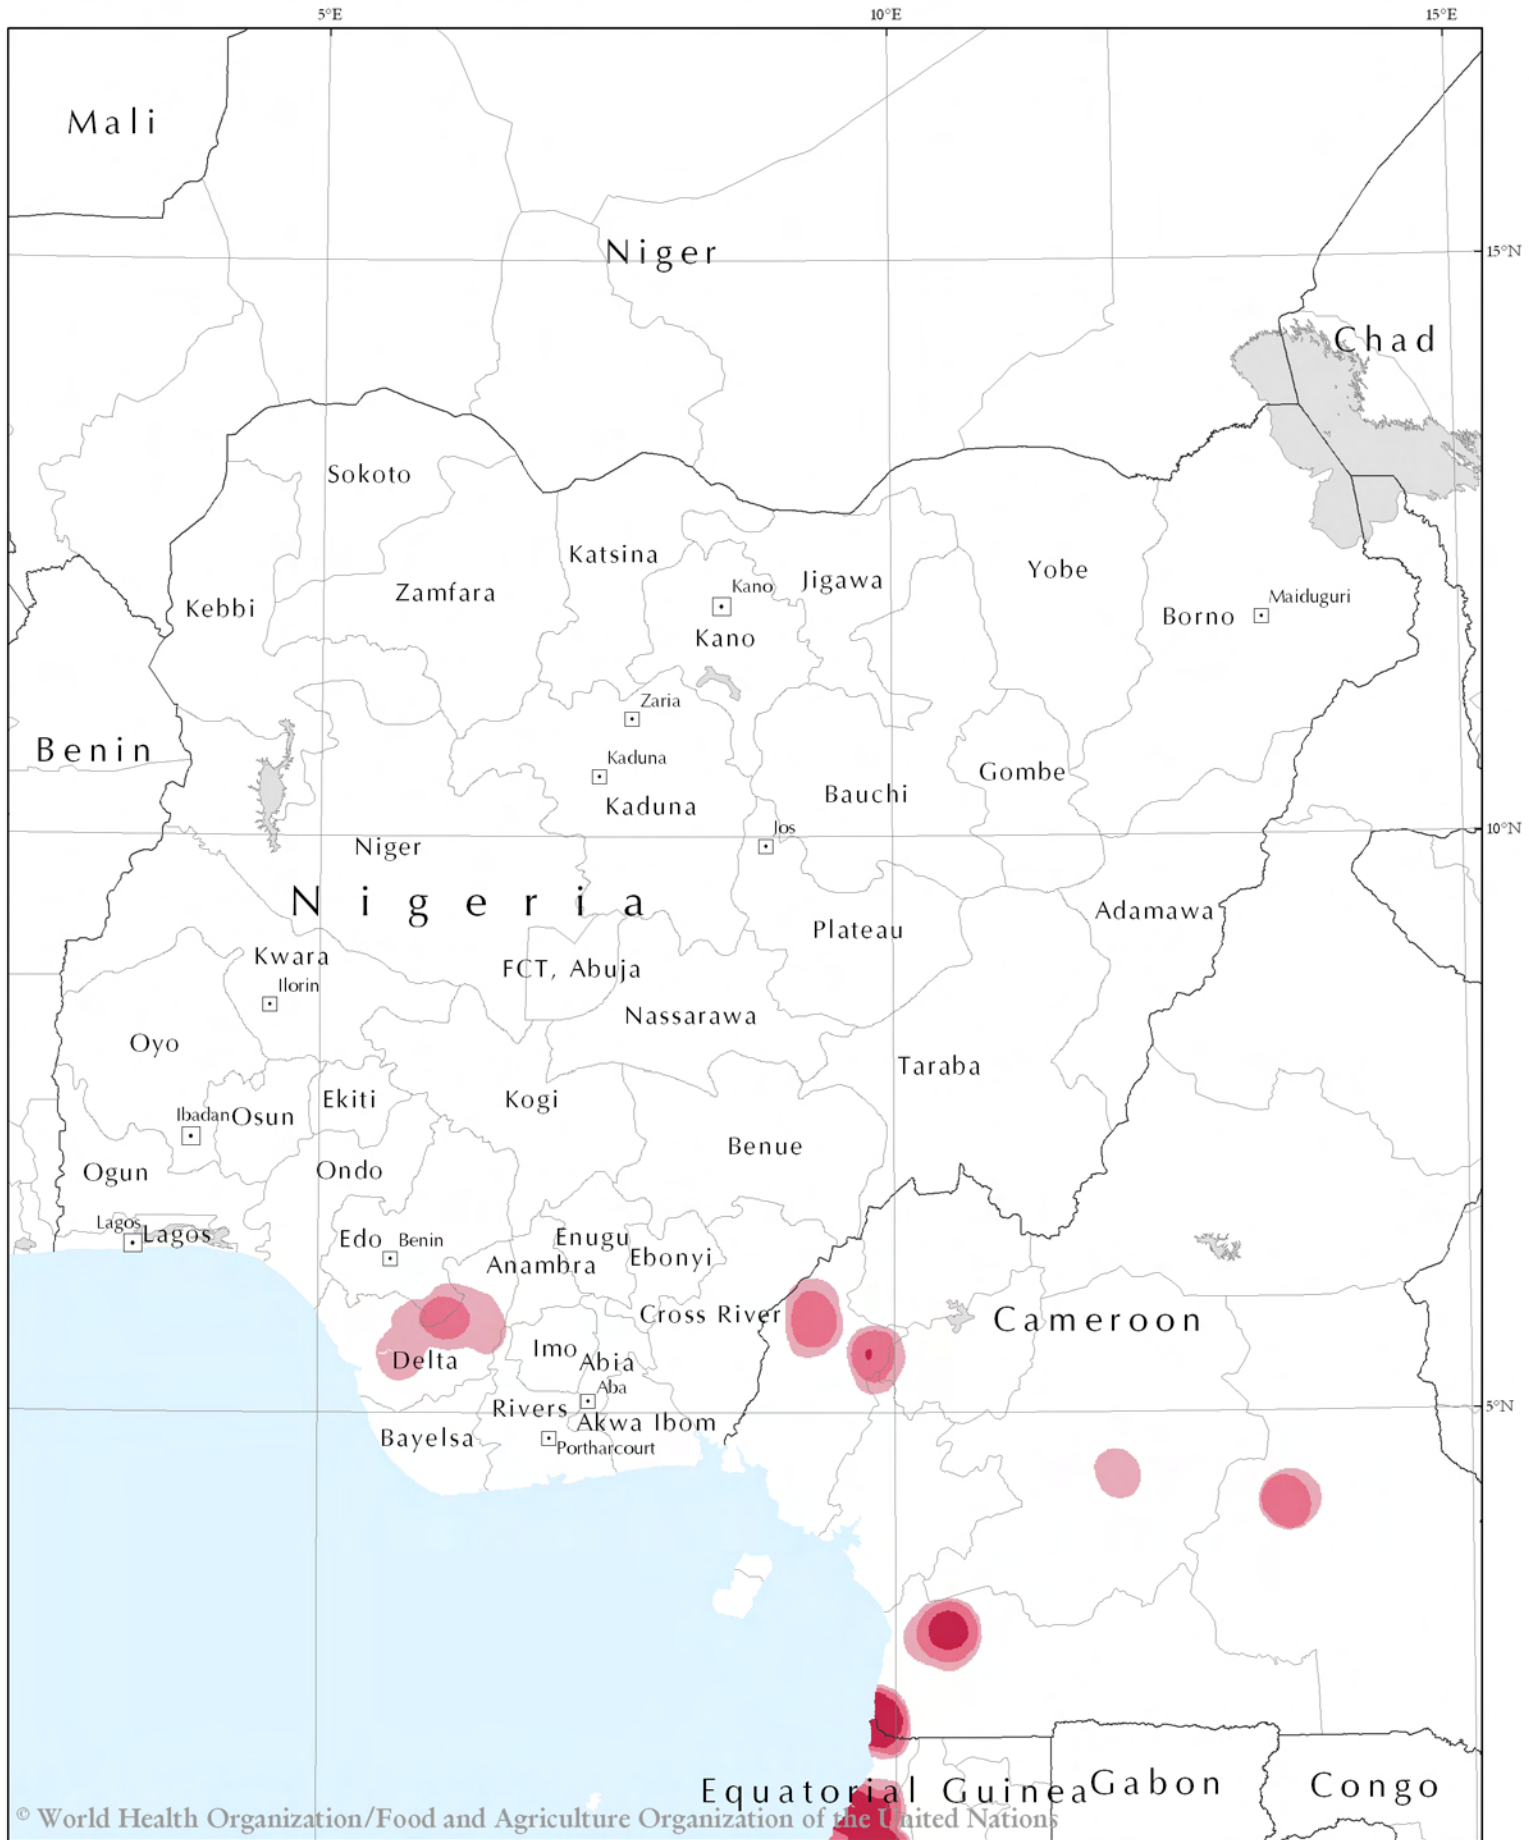 5°E
10°E
15°E
Mali
Niger
15°N
Chad
Sokoto
Katsina
Yobe
Jigawa
Kano
Zamfara
Maiduguri
Kebbi
Borno
Kano
Zaria
Benin
Kaduna
Gombe
Bauchi
Kaduna
Jos
10°N
Niger
Nigeria
Adamawa
Plateau
Kwara
FCT, Abuja
Ilorin
Nassarawa
Oyo
Taraba
Ekiti
Kogi
Ibadan
Osun
Benue
Ogun
Ondo
Lagos
Lagos
Edo
Benin
Enugu
Ebonyi
Anambra
Cross River
Cameroon
Imo
Delta
Abia
Aba
Rivers
5°N
Akwa Ibom
Bayelsa
Portharcourt
Equatorial Guinea
Gabon
Congo
© World Health Organization/Food and Agriculture Organization of the United Nations